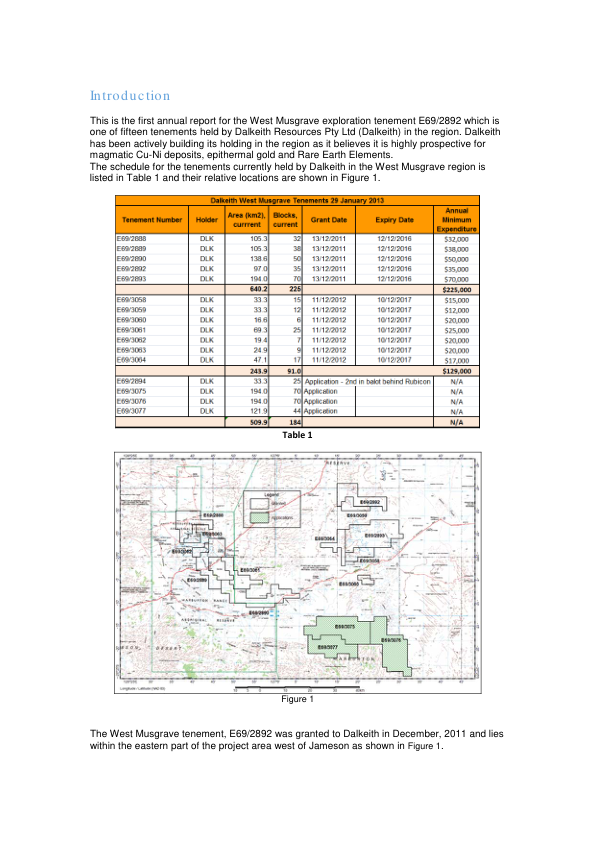 Introduction
This is the first annual report for the West Musgrave exploration tenement E69/2892 which is
one of fifteen tenements held by Dalkeith Resources Pty Ltd (Dalkeith) in the region. Dalkeith
has been actively building its holding in the region as it believes it is highly prospective for
magmatic Cu-Ni deposits, epithermal gold and Rare Earth Elements.
The schedule for the tenements currently held by Dalkeith in the West Musgrave region is
listed in Table 1 and their relative locations are shown in Figure 1.
Dalkeith West Musgrave Tenements 29 January 2013
Tenement Number Holder Area (km2), currrent Blocks, current Grant Date Expiry Date Annual Minimum Expenditure
E69/2888 DLK 105.3 32 13/12/2011 12/12/2016 $32,000
E69/2889 DLK 105.3 38 13/12/2011 12/12/2016 $38,000
E69/2890 DLK 138.6 50 13/12/2011 12/12/2016 $50,000
E69/2892 DLK 97.0 35 13/12/2011 12/12/2016 $35,000
E69/2893 DLK 194.0 70 13/12/2011 12/12/2016 $70,000
640.2 225 $225,000
E69/3058 DLK 33.3 15 11/12/2012 10/12/2017 $15,000
E69/3059 DLK 33.3 12 11/12/2012 10/12/2017 $12,000
E69/3060 DLK 16.6 6 11/12/2012 10/12/2017 $20,000
E69/3061 DLK 69.3 25 11/12/2012 10/12/2017 $25,000
E69/3062 DLK 19.4 7 11/12/2012 10/12/2017 $20,000
E69/3063 DLK 24.9 9 11/12/2012 10/12/2017 $20,000
E69/3064 DLK 47.1 17 11/12/2012 10/12/2017 $17,000
243.9 91.0 $129,000
E69/2894 DLK 33.3 25 Application - 2nd in balot behind Rubicon N/A
E69/3075 DLK 194.0 70 Application N/A
E69/3076 DLK 194.0 70 Application N/A
E69/3077 DLK 121.9 44 Application N/A
509.9 184 N/A
Table 1
Legend
E69/2892
E69/3064
E69/3061
E69/2890
E69/3075
E69/3076
E69/3077
Figure 1
The West Musgrave tenement, E69/2892 was granted to Dalkeith in December, 2011 and lies
within the eastern part of the project area west of Jameson as shown in Figure 1.